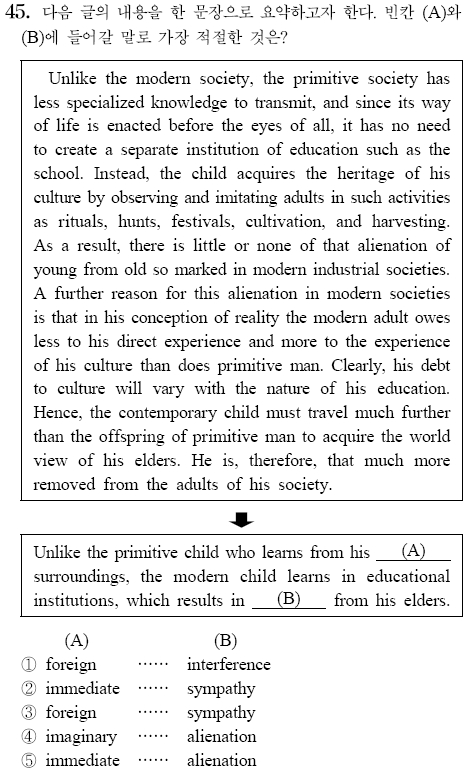 45. 다음 글의 내용을 한 문장으로 요약하고자 한다. 빈칸 (A)와
(B)에 들어갈 말로 가장 적절한 것은?
Unlike the modern society, the primitive society has
less specialized knowledge to transmit, and since its way
of life is enacted before the eyes of all, it has no need
to create a separate institution of education such as the
school. Instead, the child acquires the heritage of his
culture by observing and imitating adults in such activities
as rituals, hunts, festivals, cultivation, and harvesting.
As a result, there is little or none of that alienation of
young from old so marked in modern industrial societies.
A further reason for this alienation in modern societies
is that in his conception of reality the modern adult owes
less to his direct experience and more to the experience
of his culture than does primitive man. Clearly, his debt
to culture will vary with the nature of his education.
Hence, the contemporary child must travel much further
than the offspring of primitive man to acquire the world
view of his elders. He is, therefore, that much more
removed from the adults of his society.
Unlike the primitive child who learns from his (A)
surroundings, the modern child learns in educational
institutions, which results in (B) from his elders.
(A) (B)
① foreign …… interference
② immediate …… sympathy
③ foreign …… sympathy
④ imaginary …… alienation
⑤ immediate …… alienation